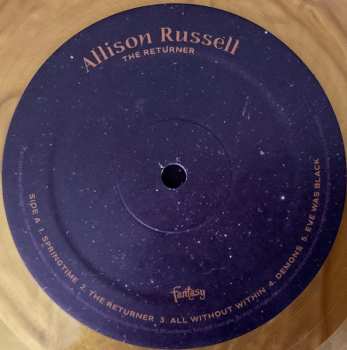 Allison Russell
THE RETURNER
SIDE A 1. SPRINGTIME 2. THE RETURNER 3. ALL WITHOUT WITHIN 4. DEMONS 5. EVE WAS BLACK
fantasy